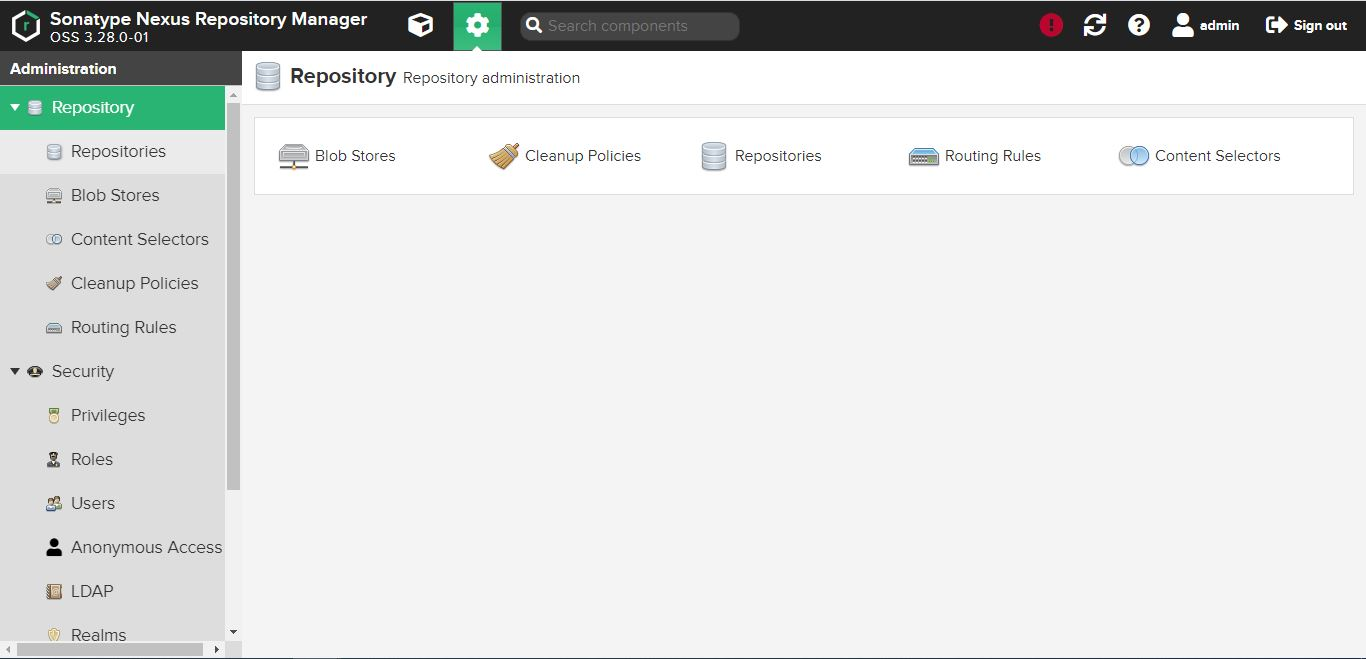 Sonatype Nexus Repository Manager
OSS 3.28.0-01
Search components
admin
Sign out
Administration
Repository
Repositories
Blob Stores
Content Selectors
Cleanup Policies
Routing Rules
Security
Privileges
Roles
Users
Anonymous Access
LDAP
Realms
Repository Repository administration
Blob Stores
Cleanup Policies
Repositories
Routing Rules
Content Selectors